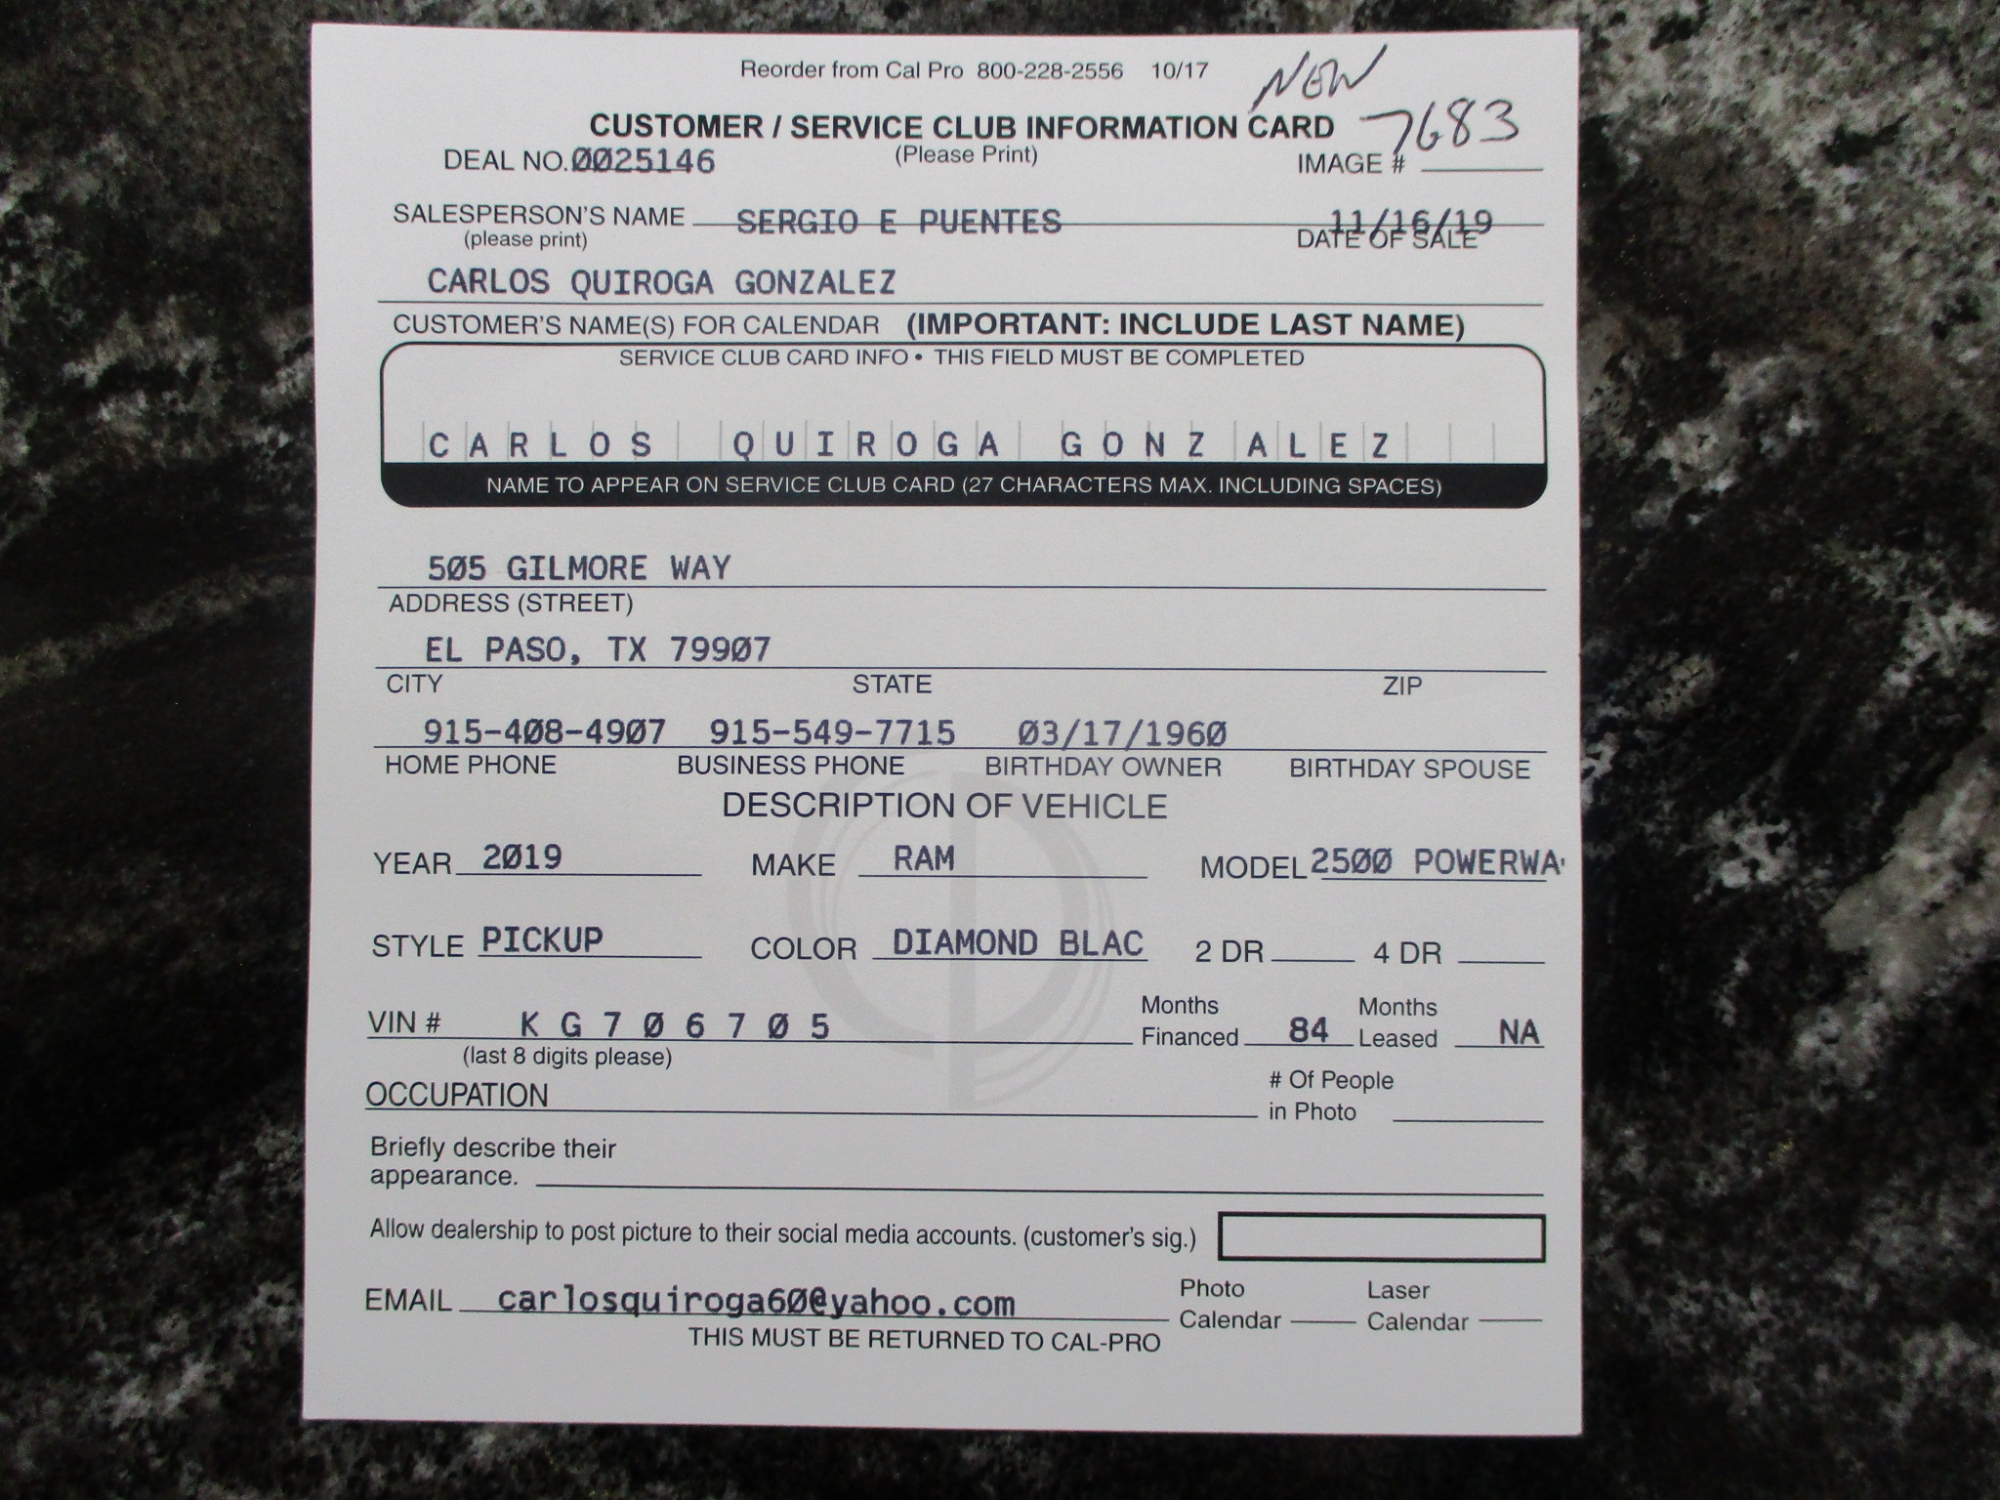 Reorder from Cal Pro 800-228-2556 10/17
NEW
CUSTOMER / SERVICE CLUB INFORMATION CARD 7683
DEAL NO. 0025146 (Please Print) IMAGE #
SALESPERSON'S NAME SERGIO E PUENTES 11/16/19
(please print) DATE OF SALE
CARLOS QUIROGA GONZALEZ
CUSTOMER'S NAME(S) FOR CALENDAR (IMPORTANT: INCLUDE LAST NAME)
SERVICE CLUB CARD INFO • THIS FIELD MUST BE COMPLETED
CARLOS QUIROGA GONZALEZ
NAME TO APPEAR ON SERVICE CLUB CARD (27 CHARACTERS MAX. INCLUDING SPACES)
505 GILMORE WAY
ADDRESS (STREET)
EL PASO, TX 79907
CITY STATE ZIP
915-408-4907 915-549-7715 03/17/1960
HOME PHONE BUSINESS PHONE BIRTHDAY OWNER BIRTHDAY SPOUSE
DESCRIPTION OF VEHICLE
YEAR 2019 MAKE RAM MODEL 2500 POWERWA
STYLE PICKUP COLOR DIAMOND BLAC 2 DR 4 DR
Months Months
VIN # KG706705 Financed 84 Leased NA
(last 8 digits please)
OCCUPATION # Of People
in Photo
Briefly describe their
appearance.
Allow dealership to post picture to their social media accounts. (customer's sig.)
EMAIL carlosquiroga60@yahoo.com Photo Laser
Calendar Calendar
THIS MUST BE RETURNED TO CAL-PRO